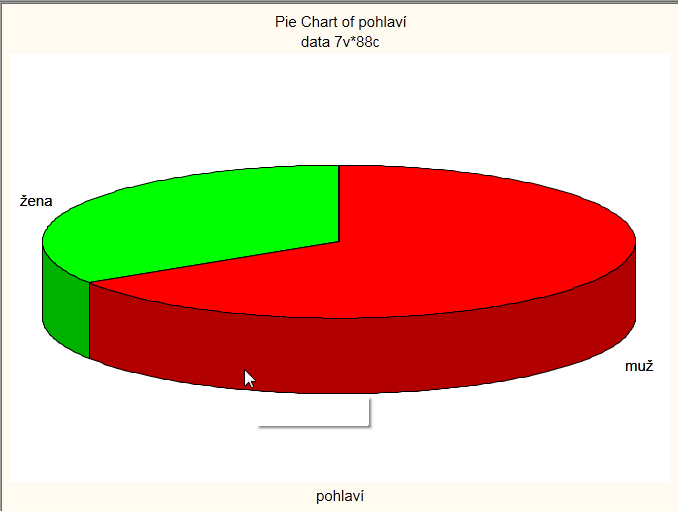 Pie Chart of pohlaví
data 7v*88c
žena
muž
pohlaví